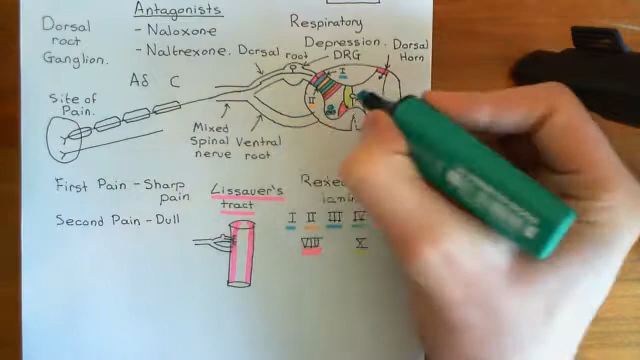 Antagonists
- Naloxone
- Naltrexone.
Dorsal
root
Ganglion.
Respiratory
Depression.
Dorsal root
DRG
Dorsal
Horn
Aδ C
Site of
Pain.
I
II
Mixed
Spinal
nerve
Ventral
root
First Pain - Sharp
pain
Second Pain - Dull
Lissauer's
tract
I II III IV
VIII X